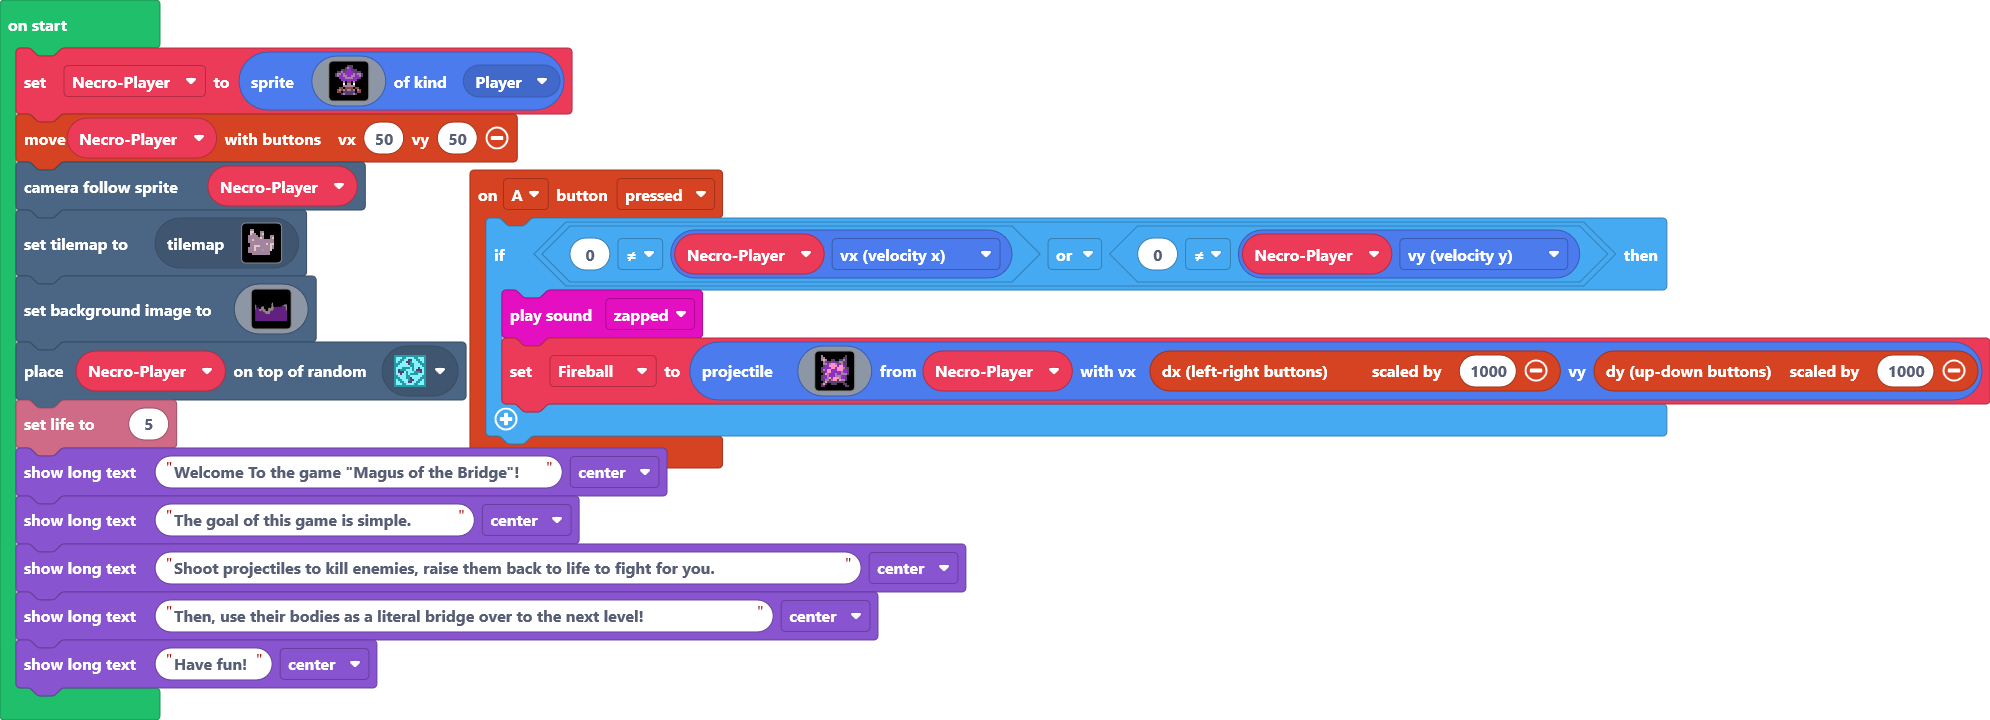 on start
set Necro-Player to sprite of kind Player
move Necro-Player with buttons vx 50 vy 50
camera follow sprite Necro-Player
set tilemap to tilemap
set background image to
place Necro-Player on top of random
set life to 5
show long text "Welcome To the game "Magus of the Bridge"! " center
show long text "The goal of this game is simple. " center
show long text "Shoot projectiles to kill enemies, raise them back to life to fight for you. " center
show long text "Then, use their bodies as a literal bridge over to the next level! " center
show long text "Have fun! " center
on A button pressed
if 0 ≠ Necro-Player vx (velocity x) or 0 ≠ Necro-Player vy (velocity y) then
play sound zapped
set Fireball to projectile from Necro-Player with vx dx (left-right buttons) scaled by 1000 vy dy (up-down buttons) scaled by 1000